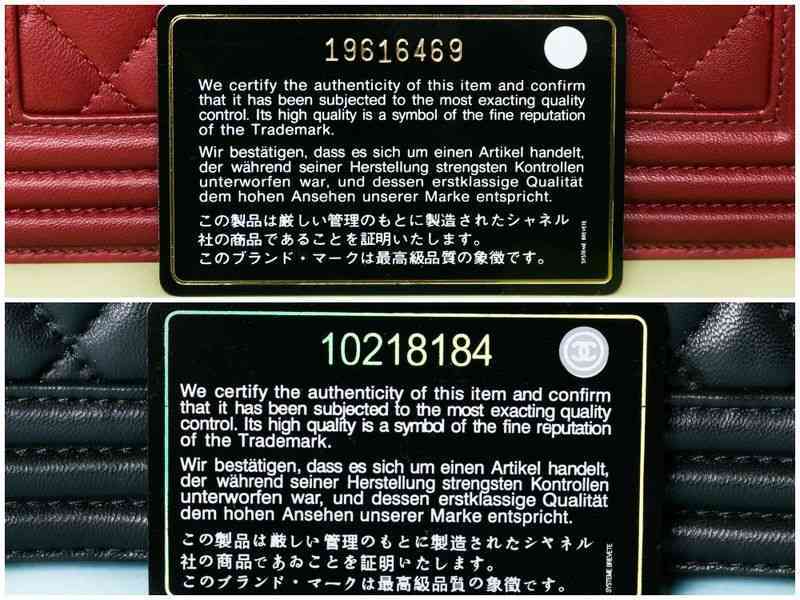 19616469
We certify the authenticity of this item and confirm
that it has been subjected to the most exacting quality
control. Its high quality is a symbol of the fine reputation
of the Trademark.
Wir bestätigen, dass es sich um einen Artikel handelt,
der während seiner Herstellung strengsten Kontrollen
unterworfen war, und dessen erstklassige Qualität
dem hohen Ansehen unserer Marke entspricht.
この製品は厳しい管理のもとに製造されたシャネル
社の商品であることを証明いたします。
このブランド・マークは最高級品質の象徴です。
SYSTEME BREVETE
10218184
We certify the authenticity of this item and confirm
that it has been subjected to the most exacting quality
control. Its high quality is a symbol of the fine reputation
of the Trademark.
Wir bestätigen, dass es sich um einen Artikel handelt,
der während seiner Herstellung strengsten Kontrollen
unterworfen war, und dessen erstklassige Qualität
dem hohen Ansehen unserer Marke entspricht.
この製品は厳しい管理のもとに製造されたシャネル
社の商品であおことを証明いたします。
このブランド・マークは最高級品質の象徴です。
SYSTEME BREVETE